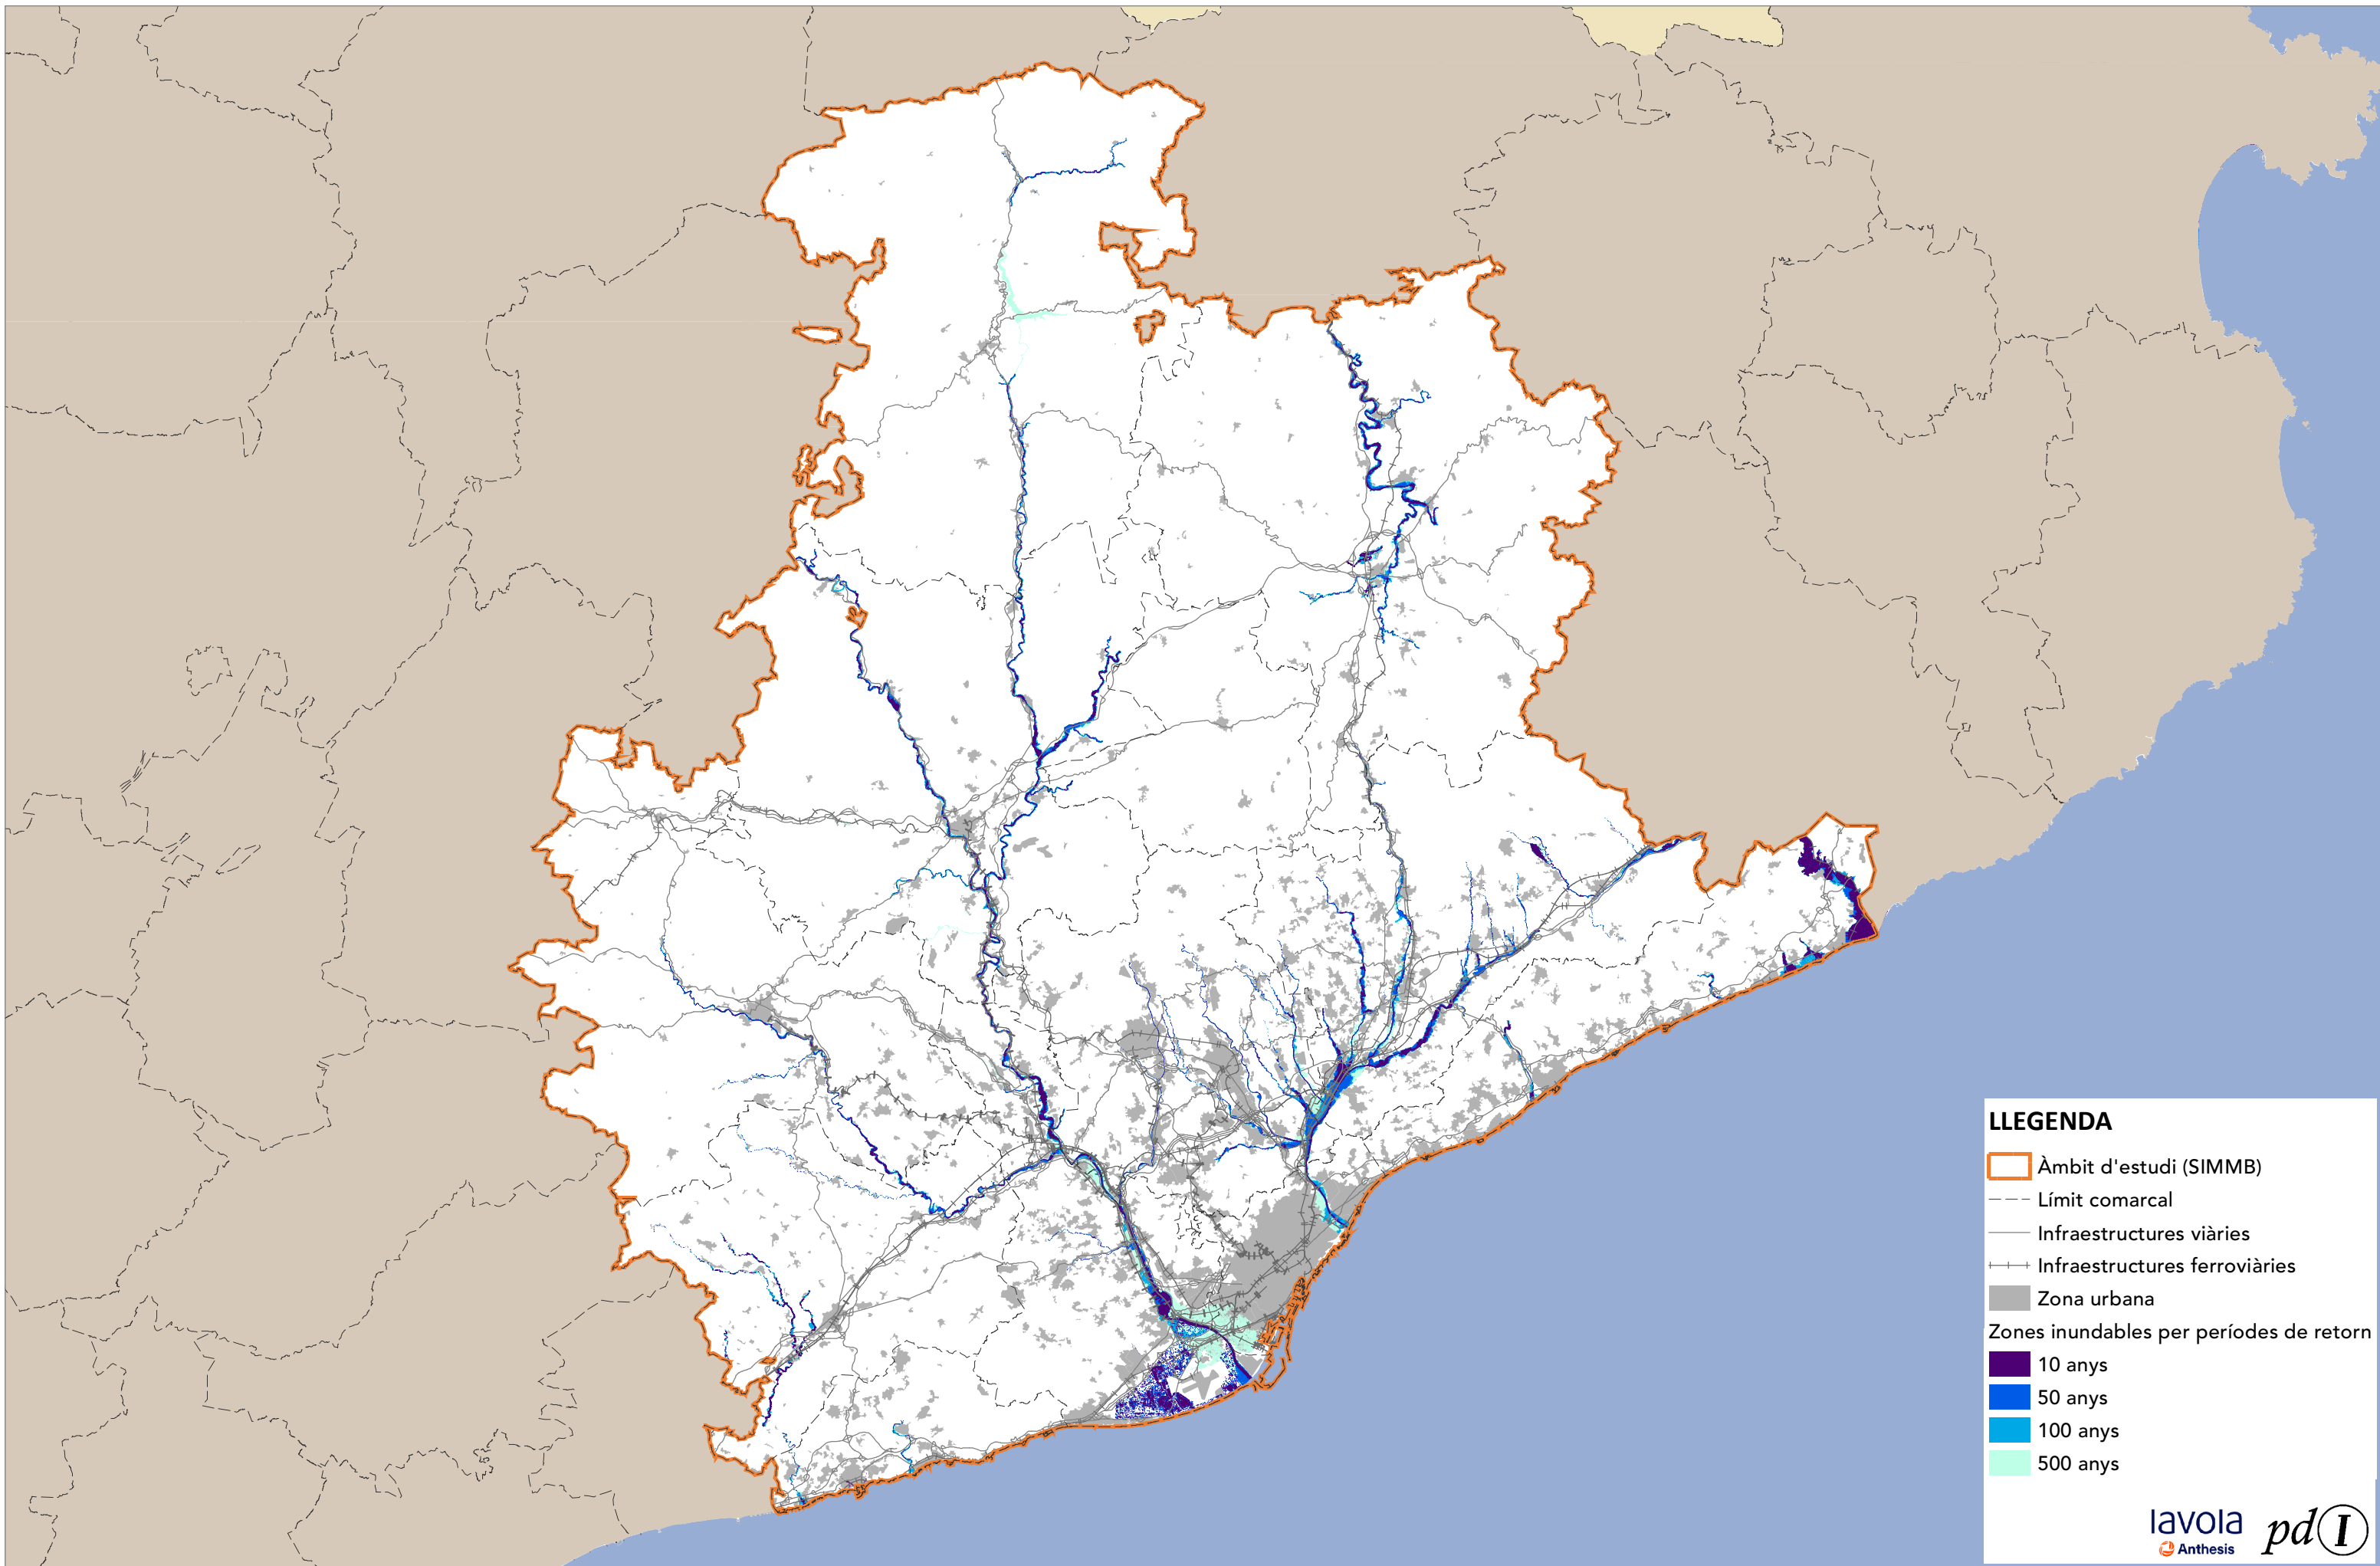 LLEGENDA
Àmbit d'estudi (SIMMB)
Límit comarcal
Infraestructures viàries
Infraestructures ferroviàries
Zona urbana
Zones inundables per períodes de retorn
10 anys
50 anys
100 anys
500 anys
lavola
Anthesis
pdI